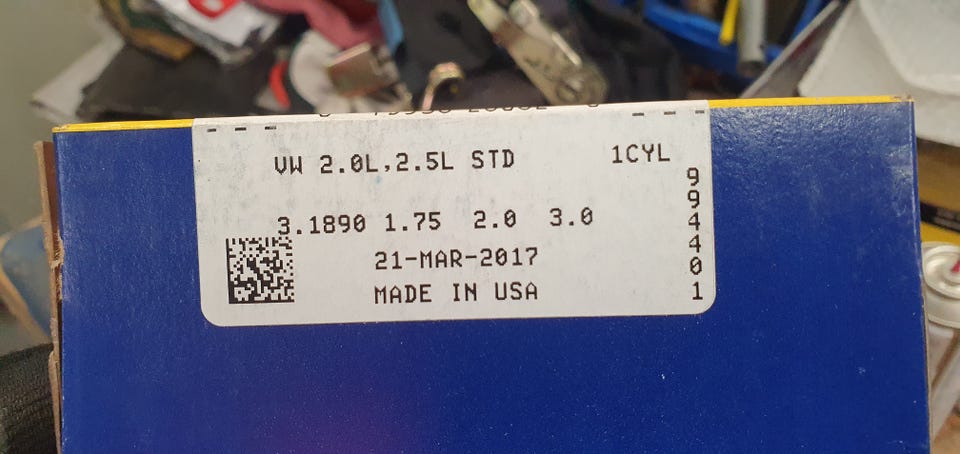 VW 2.0L,2.5L STD 1CYL
3.1890 1.75 2.0 3.0
21-MAR-2017
MADE IN USA
994401